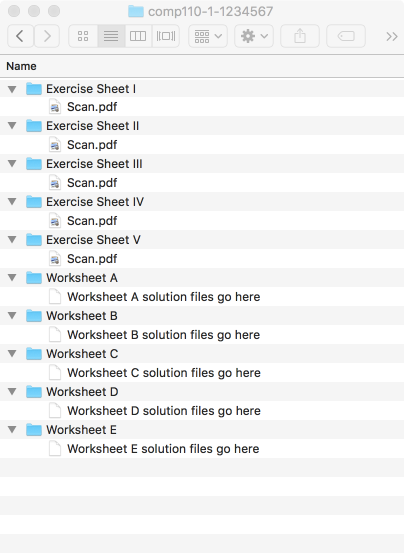 comp110-1-1234567
Name
Exercise Sheet I
Scan.pdf
Exercise Sheet II
Scan.pdf
Exercise Sheet III
Scan.pdf
Exercise Sheet IV
Scan.pdf
Exercise Sheet V
Scan.pdf
Worksheet A
Worksheet A solution files go here
Worksheet B
Worksheet B solution files go here
Worksheet C
Worksheet C solution files go here
Worksheet D
Worksheet D solution files go here
Worksheet E
Worksheet E solution files go here